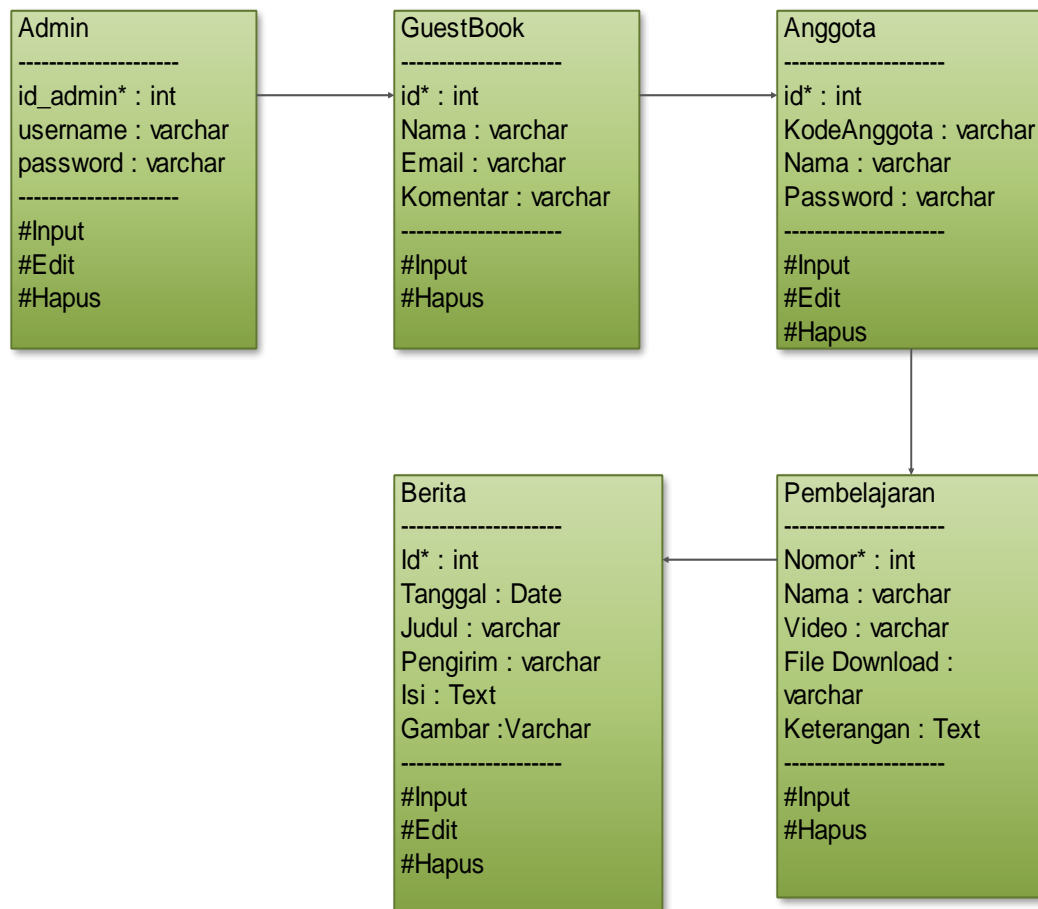 Admin
---------------------
id_admin* : int
username : varchar
password : varchar
---------------------
#Input
#Edit
#Hapus
GuestBook
---------------------
id* : int
Nama : varchar
Email : varchar
Komentar : varchar
---------------------
#Input
#Hapus
Anggota
---------------------
id* : int
KodeAnggota : varchar
Nama : varchar
Password : varchar
---------------------
#Input
#Edit
#Hapus
Berita
---------------------
Id* : int
Tanggal : Date
Judul : varchar
Pengirim : varchar
Isi : Text
Gambar :Varchar
---------------------
#Input
#Edit
#Hapus
Pembelajaran
---------------------
Nomor* : int
Nama : varchar
Video : varchar
File Download :
varchar
Keterangan : Text
---------------------
#Input
#Hapus